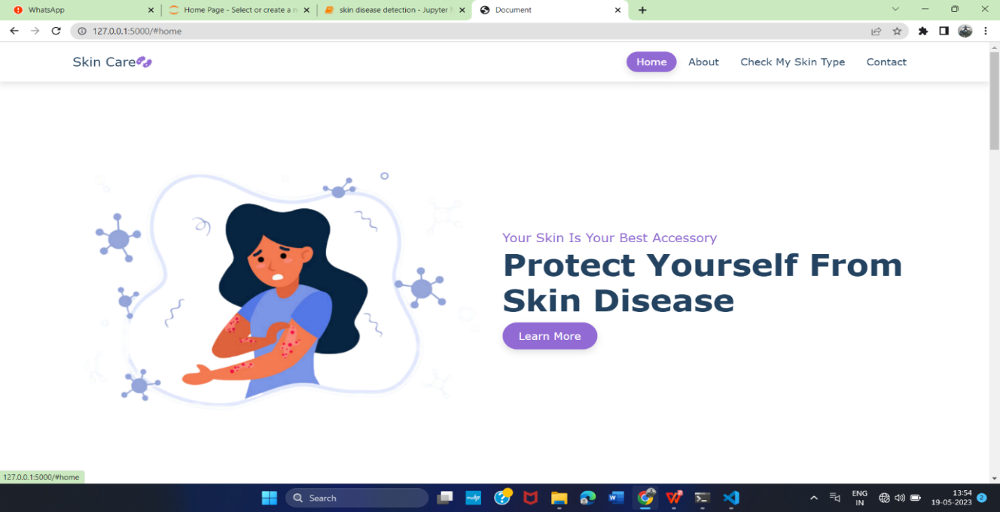 WhatsApp
Home Page - Select or create a n
skin disease detection - Jupyter
Document
127.0.0.1:5000/#home
Skin Care
Home
About
Check My Skin Type
Contact
Your Skin Is Your Best Accessory
Protect Yourself From
Skin Disease
Learn More
127.0.0.1:5000/#home
Search
ENG
IN
13:54
19-05-2023
2